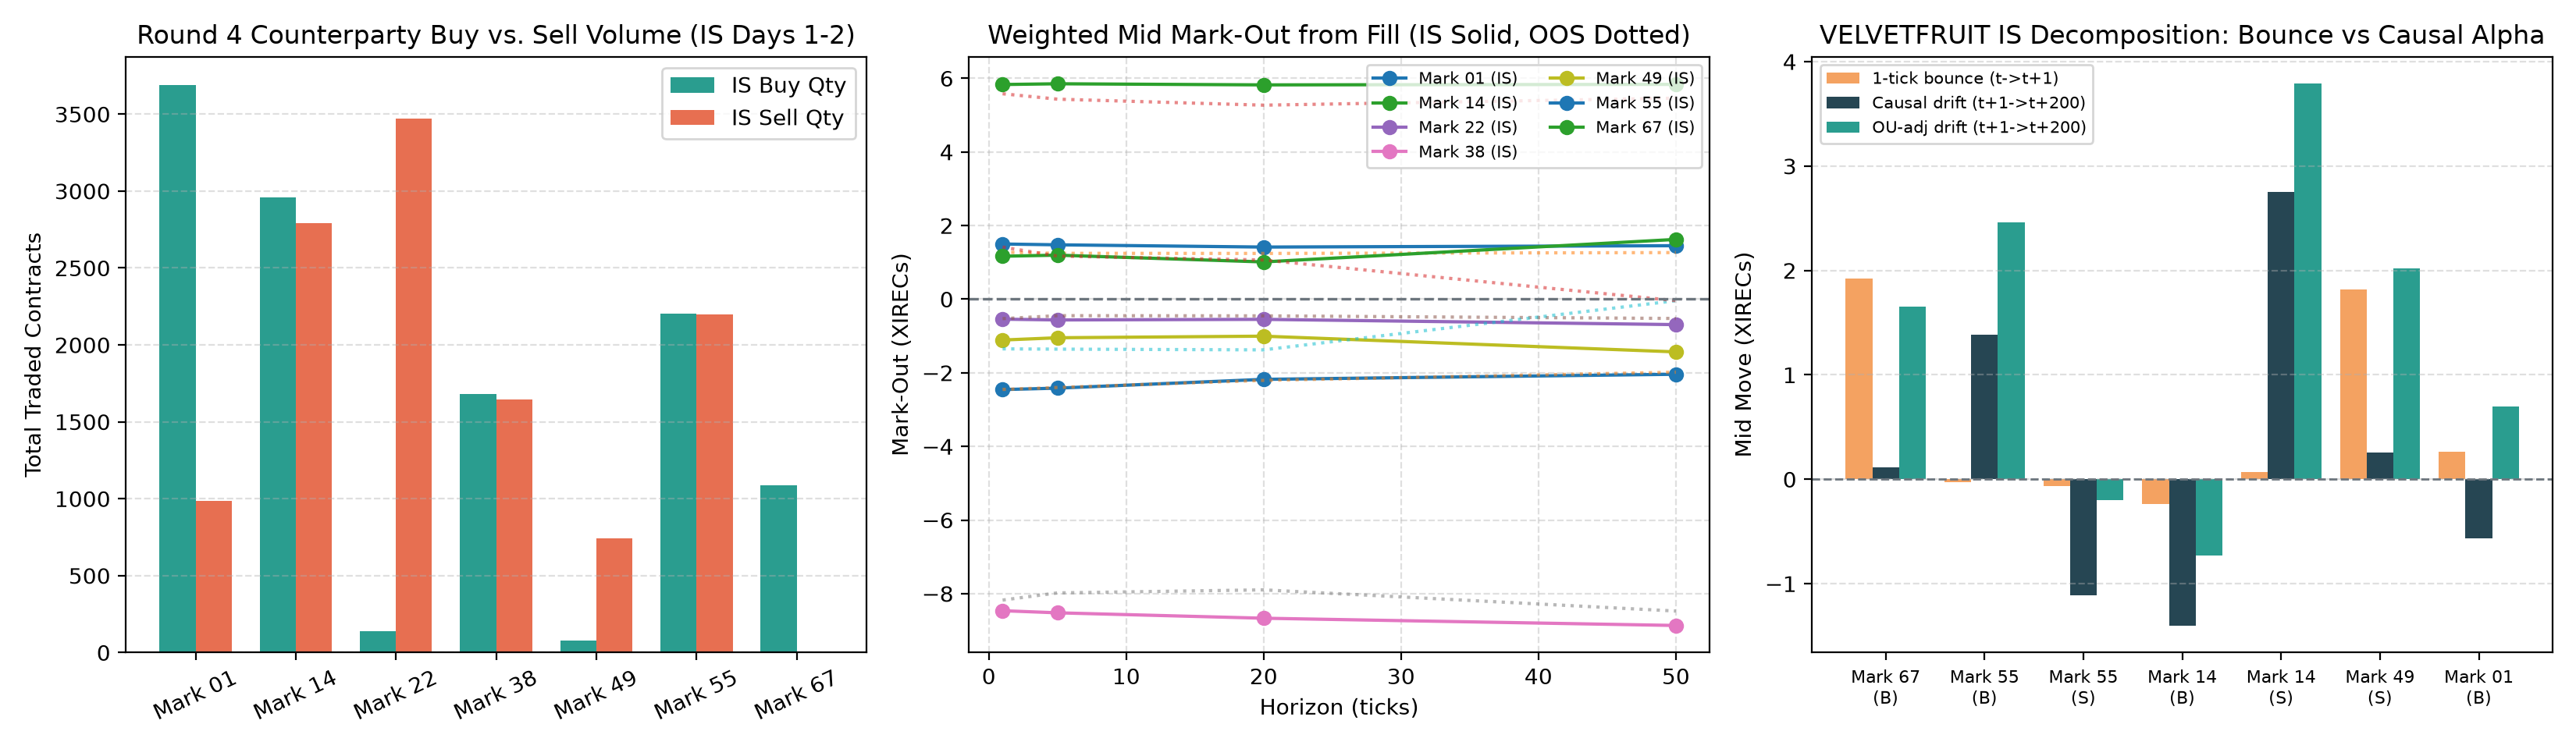 Round 4 Counterparty Buy vs. Sell Volume (IS Days 1-2)
Total Traded Contracts
3500
3000
2500
2000
1500
1000
500
0
IS Buy Qty
IS Sell Qty
Mark 01
Mark 14
Mark 22
Mark 38
Mark 49
Mark 55
Mark 67
Weighted Mid Mark-Out from Fill (IS Solid, OOS Dotted)
Mark-Out (XIRECs)
6
4
2
0
−2
−4
−6
−8
Mark 01 (IS)
Mark 14 (IS)
Mark 22 (IS)
Mark 38 (IS)
Mark 49 (IS)
Mark 55 (IS)
Mark 67 (IS)
0 10 20 30 40 50
Horizon (ticks)
VELVETFRUIT IS Decomposition: Bounce vs Causal Alpha
Mid Move (XIRECs)
4
3
2
1
0
−1
1-tick bounce (t->t+1)
Causal drift (t+1->t+200)
OU-adj drift (t+1->t+200)
Mark 67
(B)
Mark 55
(B)
Mark 55
(S)
Mark 14
(B)
Mark 14
(S)
Mark 49
(S)
Mark 01
(B)